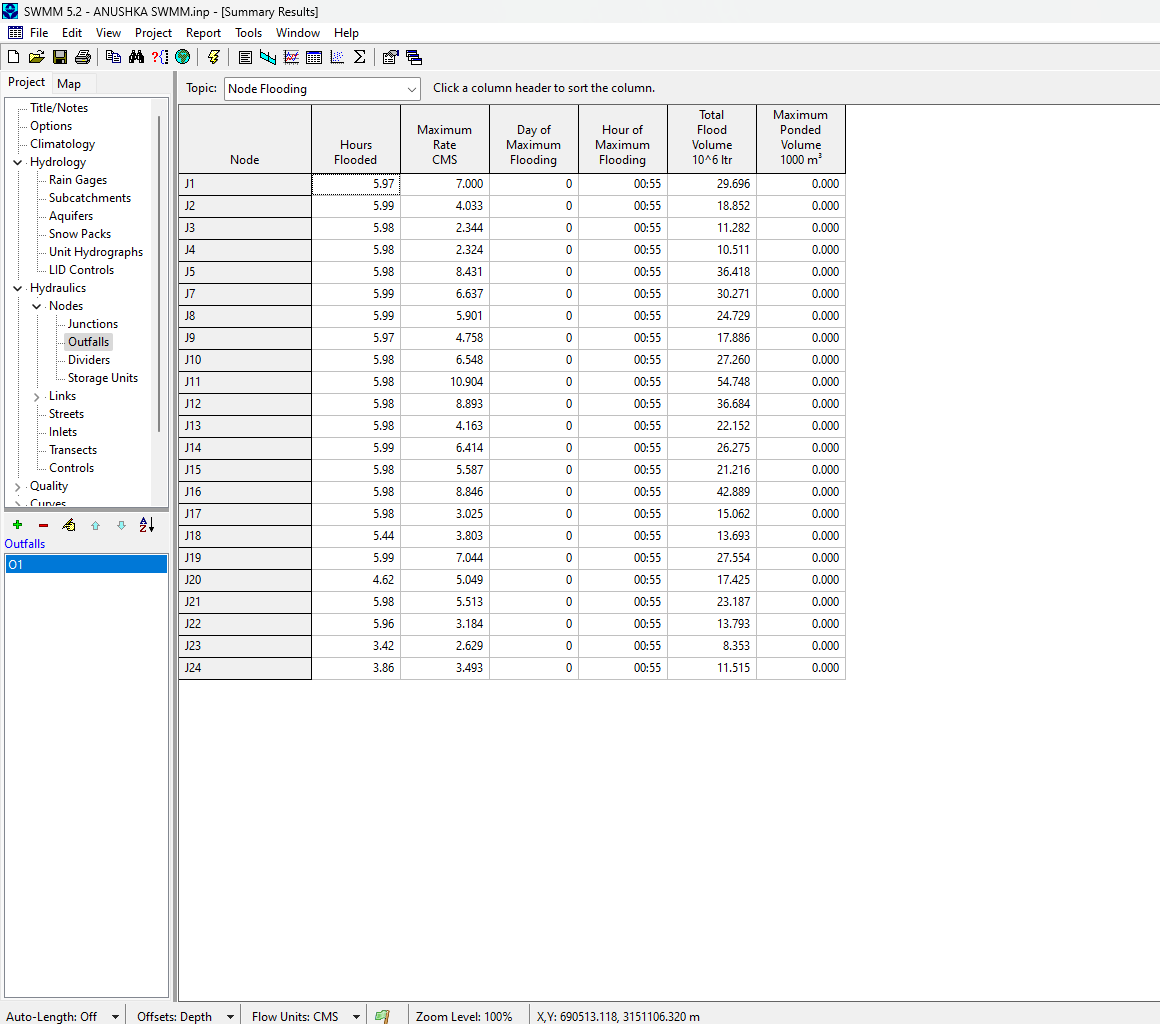 SWMM 5.2 - ANUSHKA SWMM.inp - [Summary Results]
File Edit View Project Report Tools Window Help
Project Map
Title/Notes
Options
Climatology
Hydrology
Rain Gages
Subcatchments
Aquifers
Snow Packs
Unit Hydrographs
LID Controls
Hydraulics
Nodes
Junctions
Outfalls
Dividers
Storage Units
Links
Streets
Inlets
Transects
Controls
Quality
Curves
Outfalls
O1
Topic: Node Flooding Click a column header to sort the column.
Node Hours Flooded Maximum Rate CMS Day of Maximum Flooding Hour of Maximum Flooding Total Flood Volume 10^6 ltr Maximum Ponded Volume 1000 m³
J1 5.97 7.000 0 00:55 29.696 0.000
J2 5.99 4.033 0 00:55 18.852 0.000
J3 5.98 2.344 0 00:55 11.282 0.000
J4 5.98 2.324 0 00:55 10.511 0.000
J5 5.98 8.431 0 00:55 36.418 0.000
J7 5.99 6.637 0 00:55 30.271 0.000
J8 5.99 5.901 0 00:55 24.729 0.000
J9 5.97 4.758 0 00:55 17.886 0.000
J10 5.98 6.548 0 00:55 27.260 0.000
J11 5.98 10.904 0 00:55 54.748 0.000
J12 5.98 8.893 0 00:55 36.684 0.000
J13 5.98 4.163 0 00:55 22.152 0.000
J14 5.99 6.414 0 00:55 26.275 0.000
J15 5.98 5.587 0 00:55 21.216 0.000
J16 5.98 8.846 0 00:55 42.889 0.000
J17 5.98 3.025 0 00:55 15.062 0.000
J18 5.44 3.803 0 00:55 13.693 0.000
J19 5.99 7.044 0 00:55 27.554 0.000
J20 4.62 5.049 0 00:55 17.425 0.000
J21 5.98 5.513 0 00:55 23.187 0.000
J22 5.96 3.184 0 00:55 13.793 0.000
J23 3.42 2.629 0 00:55 8.353 0.000
J24 3.86 3.493 0 00:55 11.515 0.000
Auto-Length: Off Offsets: Depth Flow Units: CMS Zoom Level: 100% X,Y: 690513.118, 3151106.320 m